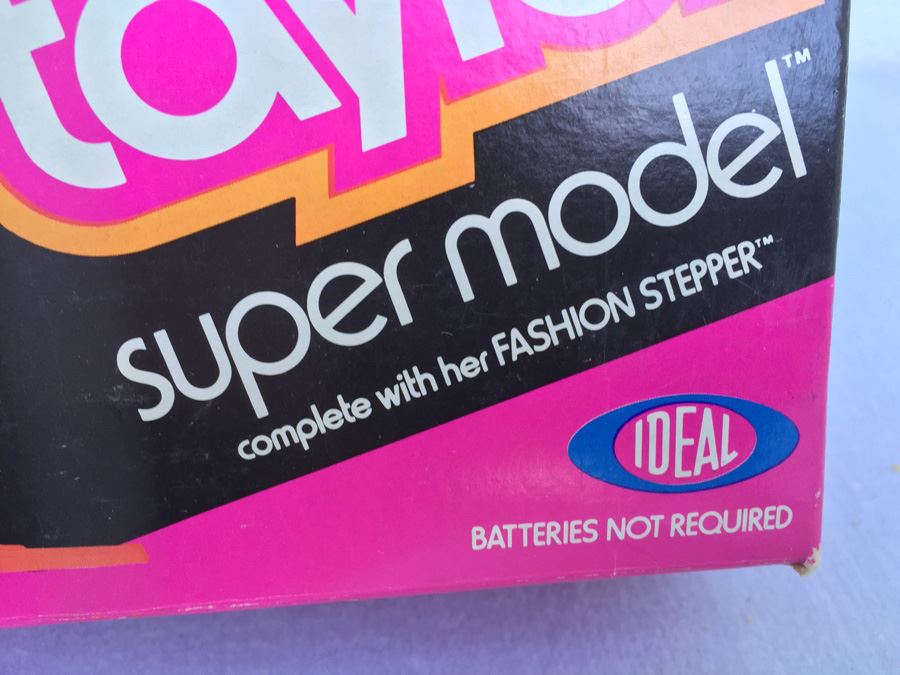 super model™
complete with her FASHION STEPPER™
IDEAL
BATTERIES NOT REQUIRED